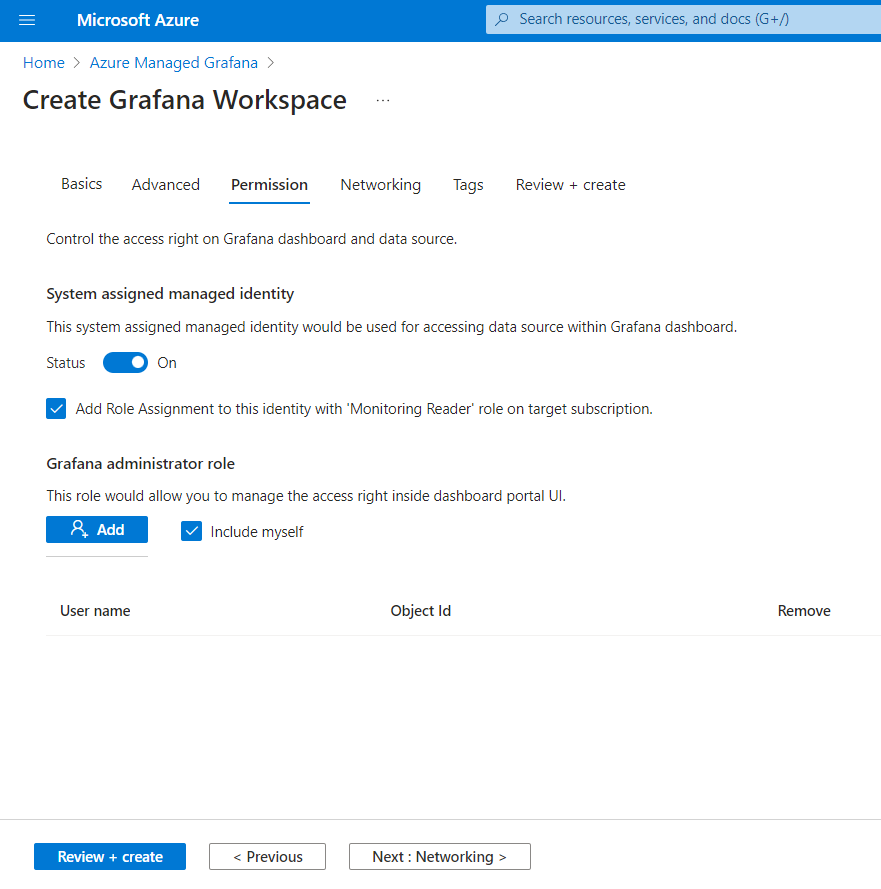 Microsoft Azure
Search resources, services, and docs (G+/)
Home > Azure Managed Grafana >
Create Grafana Workspace ...
Basics Advanced Permission Networking Tags Review + create
Control the access right on Grafana dashboard and data source.
System assigned managed identity
This system assigned managed identity would be used for accessing data source within Grafana dashboard.
Status On
Add Role Assignment to this identity with 'Monitoring Reader' role on target subscription.
Grafana administrator role
This role would allow you to manage the access right inside dashboard portal UI.
Add Include myself
User name Object Id Remove
Review + create < Previous Next : Networking >